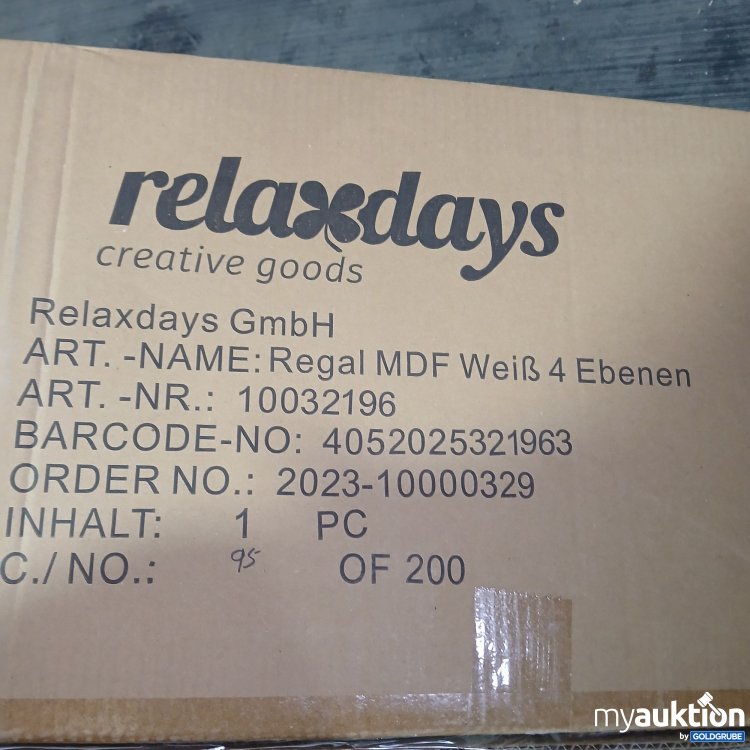 relaxdays
creative goods
Relaxdays GmbH
ART. -NAME: Regal MDF Weiß 4 Ebenen
ART. -NR.: 10032196
BARCODE-NO: 4052025321963
ORDER NO.: 2023-10000329
INHALT: 1 PC
C./ NO.: 95 OF 200
myauktion
by GOLDGRUBE